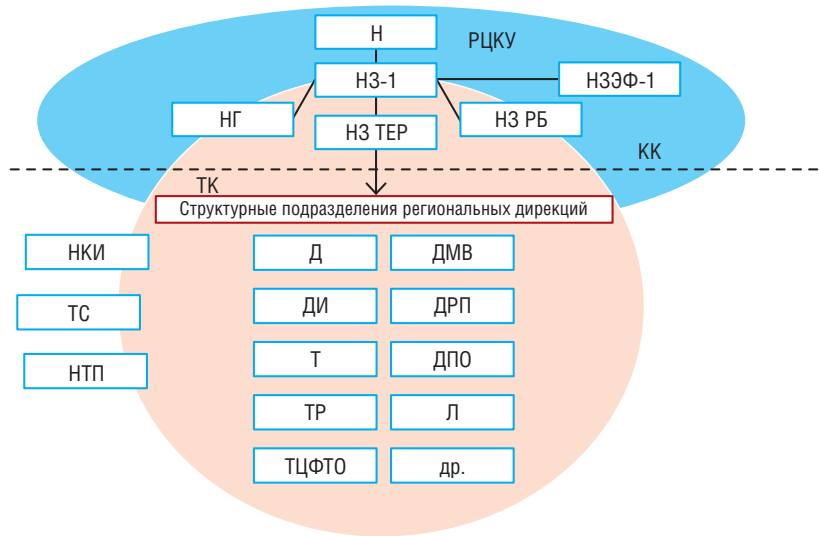 Н
РЦКУ
НЗ-1
НЗЭФ-1
НГ
НЗ ТЕР
НЗ РБ
КК
ТК
Структурные подразделения региональных дирекций
НКИ
Д
ДМВ
ТС
ДИ
ДРП
НТП
Т
ДПО
ТР
Л
ТЦФТО
др.